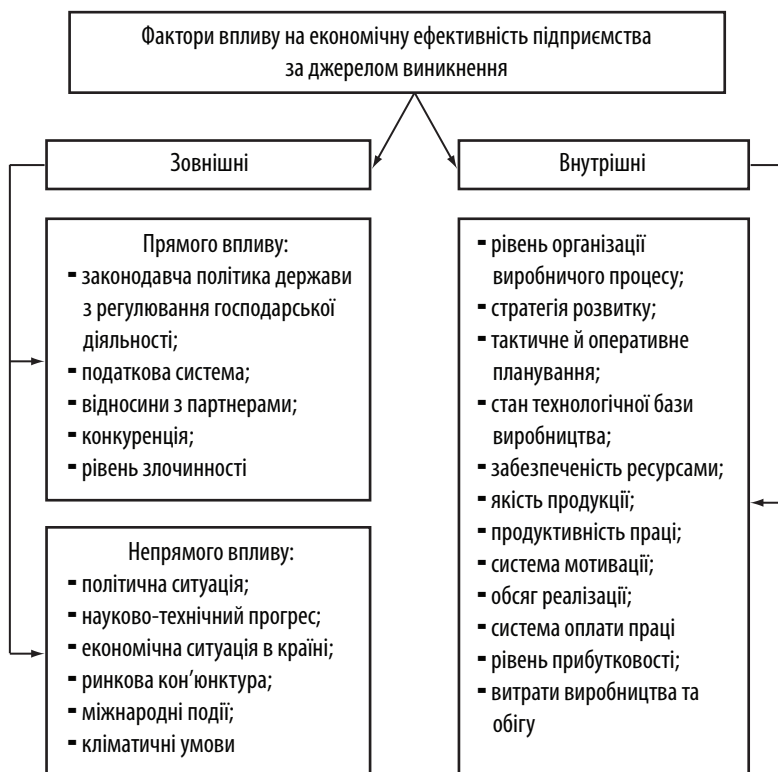 Фактори впливу на економічну ефективність підприємства
за джерелом виникнення
Зовнішні
Внутрішні
Прямого впливу:
- законодавча політика держави
з регулювання господарської
діяльності;
- податкова система;
- відносини з партнерами;
- конкуренція;
- рівень злочинності
Непрямого впливу:
- політична ситуація;
- науково-технічний прогрес;
- економічна ситуація в країні;
- ринкова кон’юнктура;
- міжнародні події;
- кліматичні умови
- рівень організації
виробничого процесу;
- стратегія розвитку;
- тактичне й оперативне
планування;
- стан технологічної бази
виробництва;
- забезпеченість ресурсами;
- якість продукції;
- продуктивність праці;
- система мотивації;
- обсяг реалізації;
- система оплати праці
- рівень прибутковості;
- витрати виробництва та
обігу